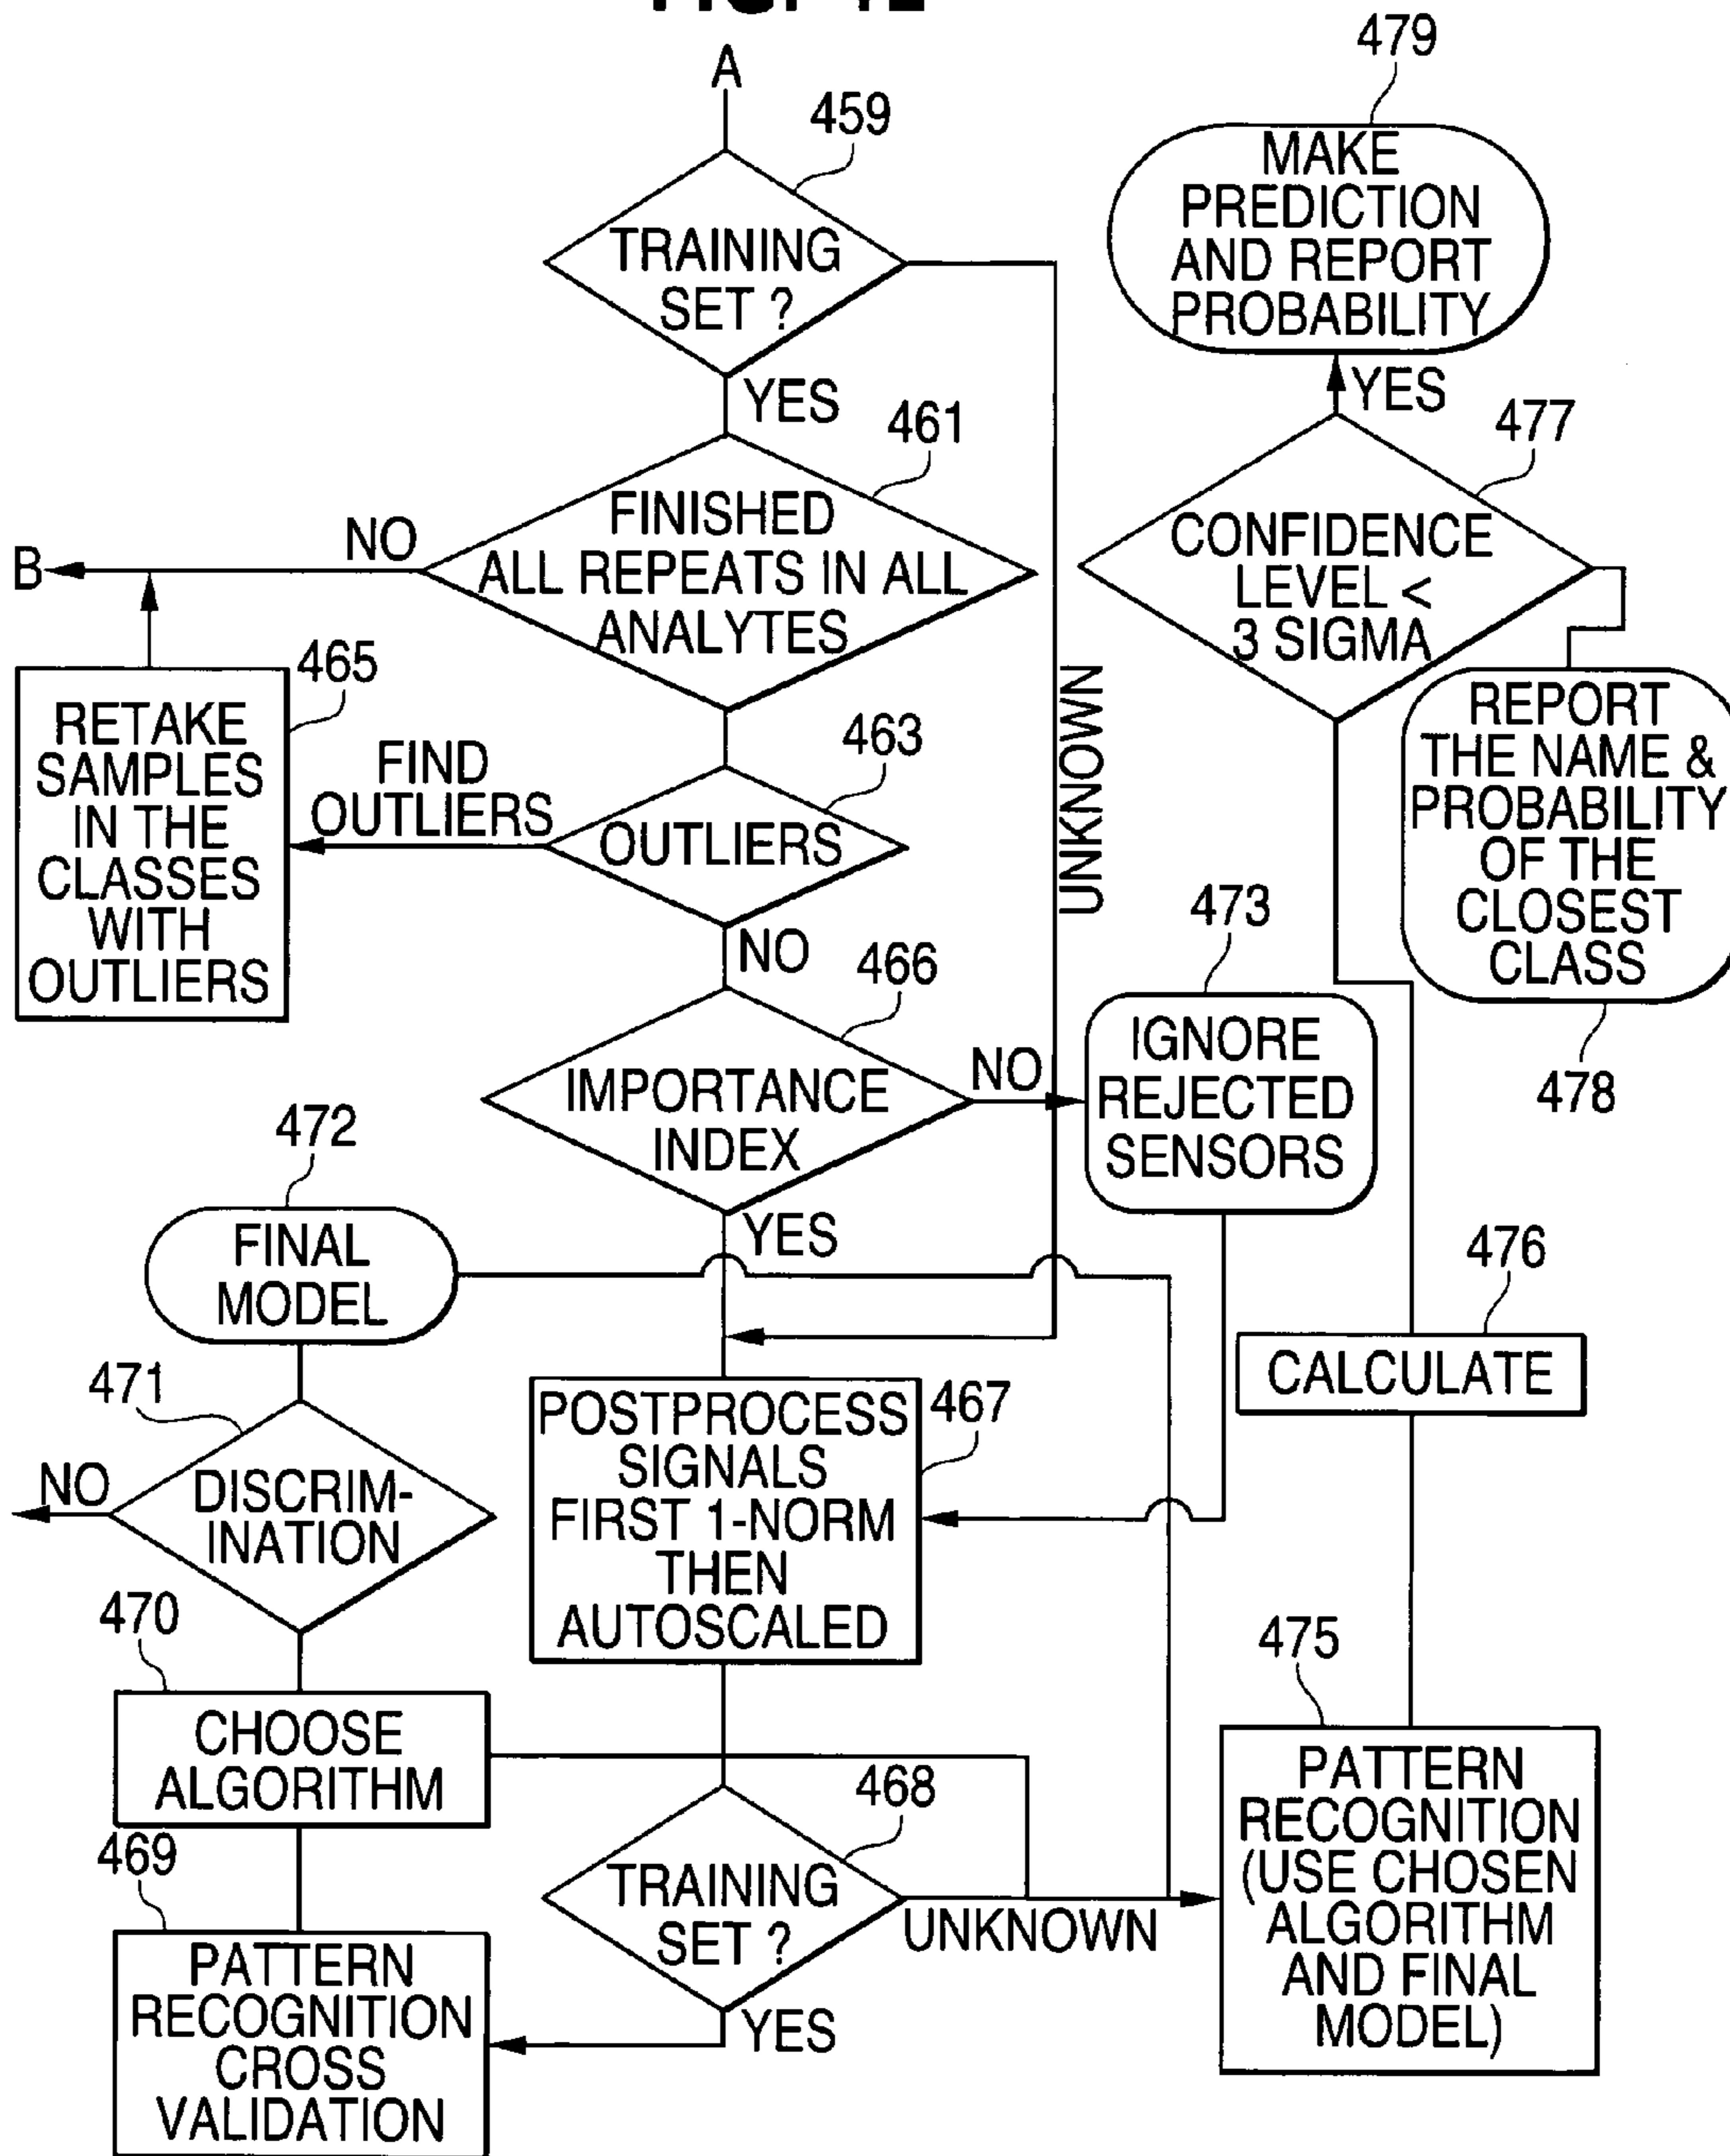 A
459
TRAINING
SET ?
YES
461
FINISHED
ALL REPEATS IN ALL
ANALYTES
NO
B
465
RETAKE
SAMPLES
IN THE
CLASSES
WITH
OUTLIERS
FIND
OUTLIERS
463
OUTLIERS
NO
466
IMPORTANCE
INDEX
NO
YES
UNKNOWN
473
IGNORE
REJECTED
SENSORS
479
MAKE
PREDICTION
AND REPORT
PROBABILITY
YES
477
CONFIDENCE
LEVEL <
3 SIGMA
REPORT
THE NAME &
PROBABILITY
OF THE
CLOSEST
CLASS
478
472
FINAL
MODEL
471
NO
DISCRIM-
INATION
470
CHOOSE
ALGORITHM
469
PATTERN
RECOGNITION
CROSS
VALIDATION
POSTPROCESS
SIGNALS
FIRST 1-NORM
THEN
AUTOSCALED
467
468
TRAINING
SET ?
UNKNOWN
YES
476
CALCULATE
475
PATTERN
RECOGNITION
(USE CHOSEN
ALGORITHM
AND FINAL
MODEL)